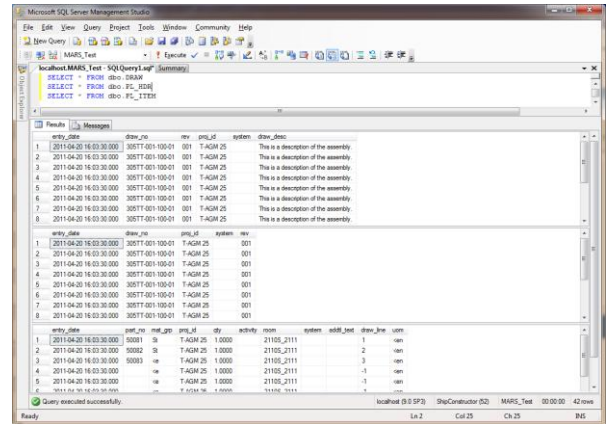 Microsoft SQL Server Management Studio
File Edit View Query Project Tools Window Community Help
New Query
MARS_Test Execute
localhost.MARS_Test - SQLQuery1.sql* Summary
Object Explorer
SELECT * FROM dbo.DRAW
SELECT * FROM dbo.PL_HDR
SELECT * FROM dbo.PL_ITEM
Results Messages
entry_date draw_no rev proj_id system draw_desc
1 2011-04-20 16:03:30.000 305TT-001-100-01 001 T-AGM 25 This is a description of the assembly.
2 2011-04-20 16:03:30.000 305TT-001-100-01 001 T-AGM 25 This is a description of the assembly.
3 2011-04-20 16:03:30.000 305TT-001-100-01 001 T-AGM 25 This is a description of the assembly.
4 2011-04-20 16:03:30.000 305TT-001-100-01 001 T-AGM 25 This is a description of the assembly.
5 2011-04-20 16:03:30.000 305TT-001-100-01 001 T-AGM 25 This is a description of the assembly.
6 2011-04-20 16:03:30.000 305TT-001-100-01 001 T-AGM 25 This is a description of the assembly.
7 2011-04-20 16:03:30.000 305TT-001-100-01 001 T-AGM 25 This is a description of the assembly.
8 2011-04-20 16:03:30.000 305TT-001-100-01 001 T-AGM 25 This is a description of the assembly.
entry_date draw_no proj_id system rev
1 2011-04-20 16:03:30.000 305TT-001-100-01 T-AGM 25 001
2 2011-04-20 16:03:30.000 305TT-001-100-01 T-AGM 25 001
3 2011-04-20 16:03:30.000 305TT-001-100-01 T-AGM 25 001
4 2011-04-20 16:03:30.000 305TT-001-100-01 T-AGM 25 001
5 2011-04-20 16:03:30.000 305TT-001-100-01 T-AGM 25 001
6 2011-04-20 16:03:30.000 305TT-001-100-01 T-AGM 25 001
7 2011-04-20 16:03:30.000 305TT-001-100-01 T-AGM 25 001
8 2011-04-20 16:03:30.000 305TT-001-100-01 T-AGM 25 001
entry_date part_no mat_grp proj_id qty activity room system addtl_text draw_line uom
1 2011-04-20 16:03:30.000 50081 St T-AGM 25 1.0000 2110S_2111 1 <en
2 2011-04-20 16:03:30.000 50082 St T-AGM 25 1.0000 2110S_2111 2 <en
3 2011-04-20 16:03:30.000 50083 <e T-AGM 25 1.0000 2110S_2111 3 <en
4 2011-04-20 16:03:30.000 <e T-AGM 25 1.0000 2110S_2111 -1 <en
5 2011-04-20 16:03:30.000 <e T-AGM 25 1.0000 2110S_2111 -1 <en
Query executed successfully. localhost (9.0 SP3) ShipConstructor (52) MARS_Test 00:00:00 42 rows
Ready Ln 2 Col 25 Ch 25 INS